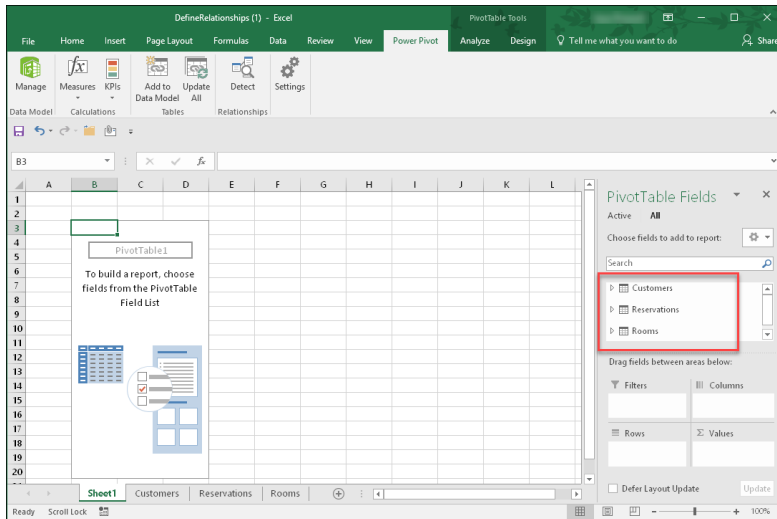 DefineRelationships (1) - Excel
PivotTable Tools
File Home Insert Page Layout Formulas Data Review View Power Pivot Analyze Design Tell me what you want to do Share
Manage
Measures
KPIs
Add to Data Model
Update All
Detect
Settings
Data Model Calculations Tables Relationships
B3 fx
A B C D E F G H I J K L
1
2
3
4
5
6
7
8
9
10
11
12
13
14
15
16
17
18
19
20
PivotTable1
To build a report, choose
fields from the PivotTable
Field List
PivotTable Fields
Active All
Choose fields to add to report:
Search
Customers
Reservations
Rooms
Drag fields between areas below:
Filters Columns
Rows Σ Values
Defer Layout Update Update
Sheet1 Customers Reservations Rooms
Ready Scroll Lock 100%